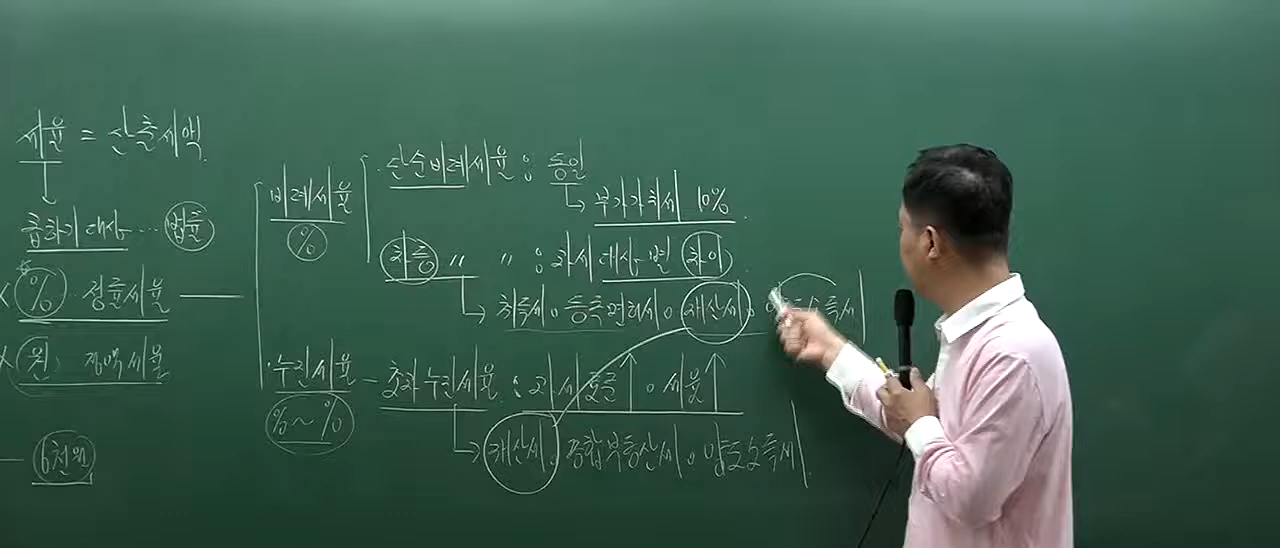 세율 = 산출세액
곱하기 대상 ... 법률
% 정률세율
원 정액세율
6천원
비례세율
%
단순비례세율 : 동일
부가가치세 10%
차등 〃 〃 : 과세대상별 차이
취득세. 등록면허세. 재산세.
누진세율 - 초과누진세율 : 과세표준↑. 세율↑
%~%
재산세. 종합부동산세. 양도소득세